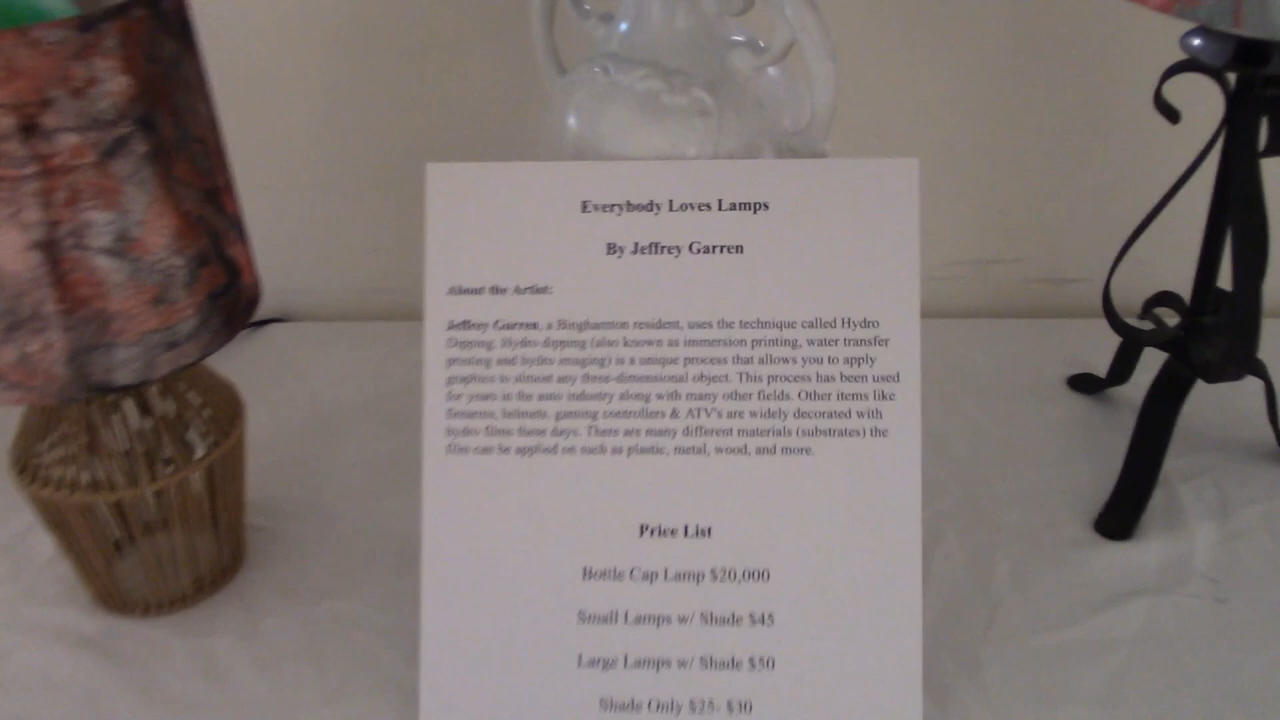 Everybody Loves Lamps
By Jeffrey Garren
About the Artist:
Jeffrey Garren, a Binghamton resident, uses the technique called Hydro
Dipping. Hydro dipping (also known as immersion printing, water transfer
printing and hydro imaging) is a unique process that allows you to apply
graphics to almost any three-dimensional object. This process has been used
for years in the auto industry along with many other fields. Other items like
firearms, helmets, gaming controllers & ATV's are widely decorated with
hydro films these days. There are many different materials (substrates) the
film can be applied on such as plastic, metal, wood, and more.
Price List
Bottle Cap Lamp $20,000
Small Lamps w/ Shade $45
Large Lamps w/ Shade $50
Shade Only $25- $30